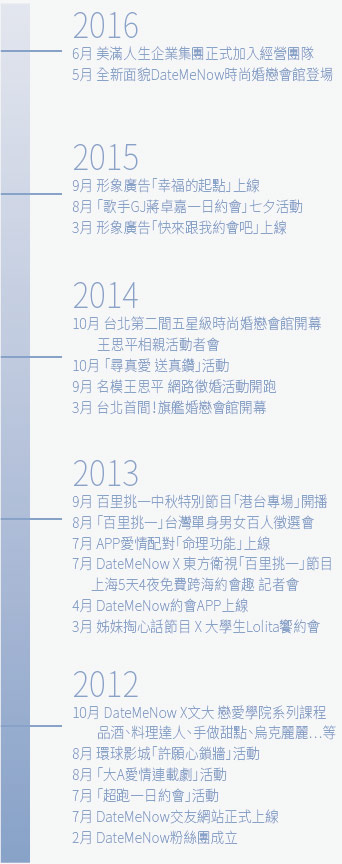 2016
6月 美滿人生企業集團正式加入經營團隊
5月 全新面貌DateMeNow時尚婚戀會館登場
2015
9月 形象廣告「幸福的起點」上線
8月「歌手GJ蔣卓嘉一日約會」七夕活動
3月 形象廣告「快來跟我約會吧」上線
2014
10月 台北第二間五星級時尚婚戀會館開幕
王思平相親活動者會
10月「尋真愛 送真鑽」活動
9月 名模王思平 網路徵婚活動開跑
3月 台北首間！旗艦婚戀會館開幕
2013
9月 百里挑一中秋特別節目「港台專場」開播
8月「百里挑一」台灣單身男女百人徵選會
7月 APP愛情配對「命理功能」上線
7月 DateMeNow X 東方衛視「百里挑一」節目
上海5天4夜免費跨海約會趣 記者會
4月 DateMeNow約會APP上線
3月 姊妹掏心話節目 X 大學生Lolita饗約會
2012
10月 DateMeNow X文大 戀愛學院系列課程
品酒、料理達人、手做甜點、烏克麗麗…等
8月 環球影城「許願心鎖牆」活動
8月「大A愛情連載劇」活動
7月「超跑一日約會」活動
7月 DateMeNow交友網站正式上線
2月 DateMeNow粉絲團成立